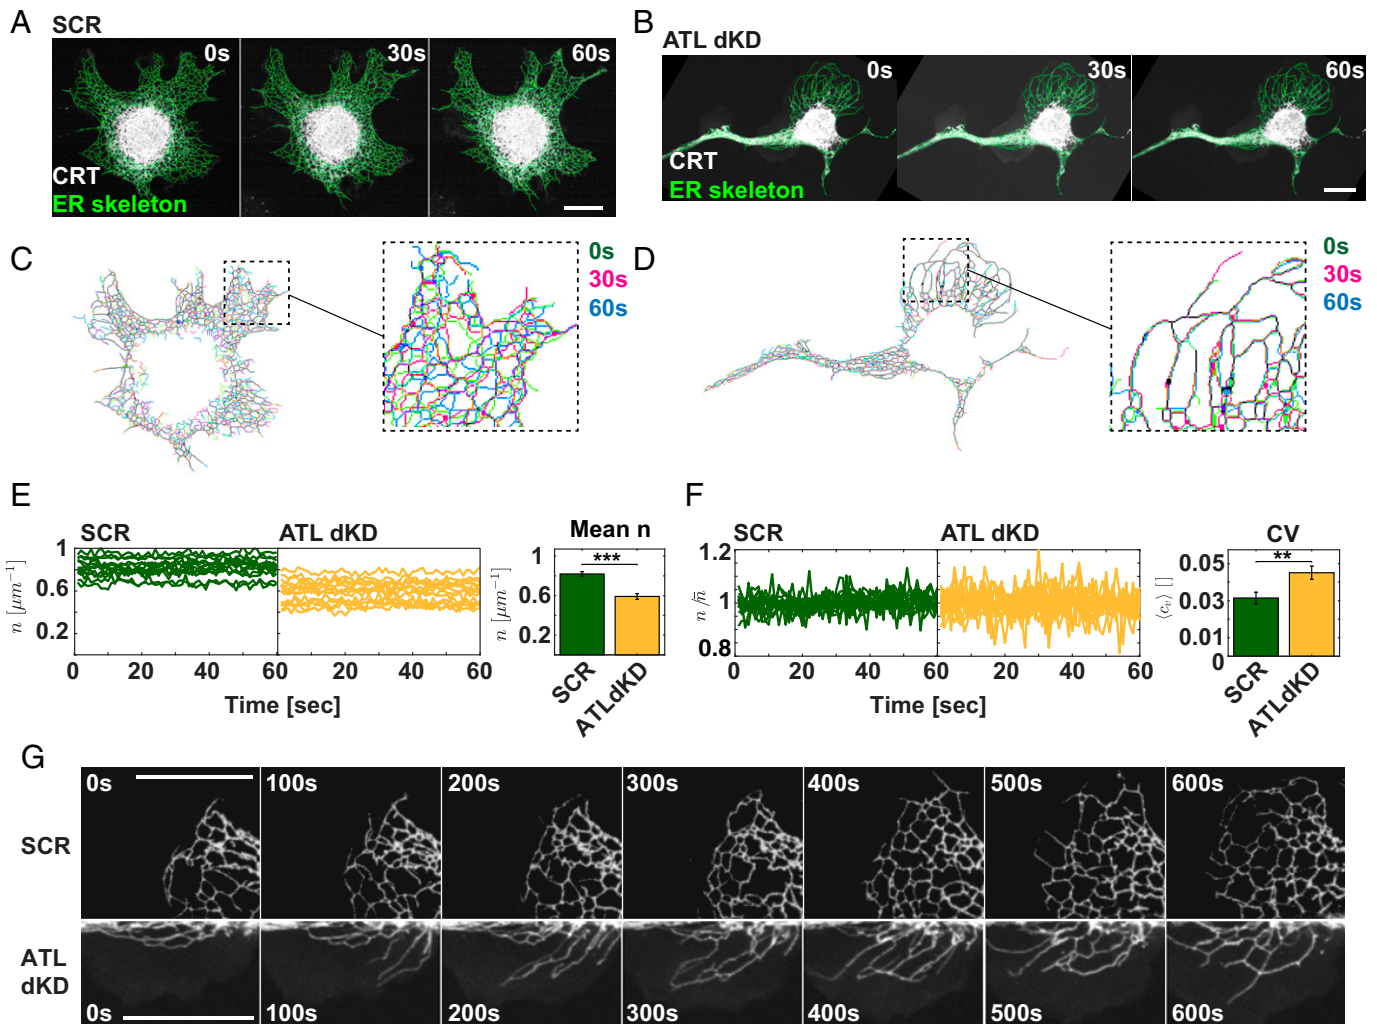 A
SCR
0s
30s
60s
CRT
ER skeleton
B
ATL dKD
0s
30s
60s
CRT
ER skeleton
C
0s
30s
60s
D
0s
30s
60s
E
SCR
ATL dKD
n [μm⁻¹]
1
0.6
0.2
0
20
40
60
20
40
60
Time [sec]
Mean n
n [μm⁻¹]
1
0.6
0.2
***
SCR
ATLdKD
F
SCR
ATL dKD
n /n̄
1.2
1
0.8
0
20
40
60
20
40
60
Time [sec]
CV
⟨cᵥ⟩ []
0.05
0.03
0.01
0
**
SCR
ATLdKD
G
SCR
0s
100s
200s
300s
400s
500s
600s
ATL
dKD
0s
100s
200s
300s
400s
500s
600s